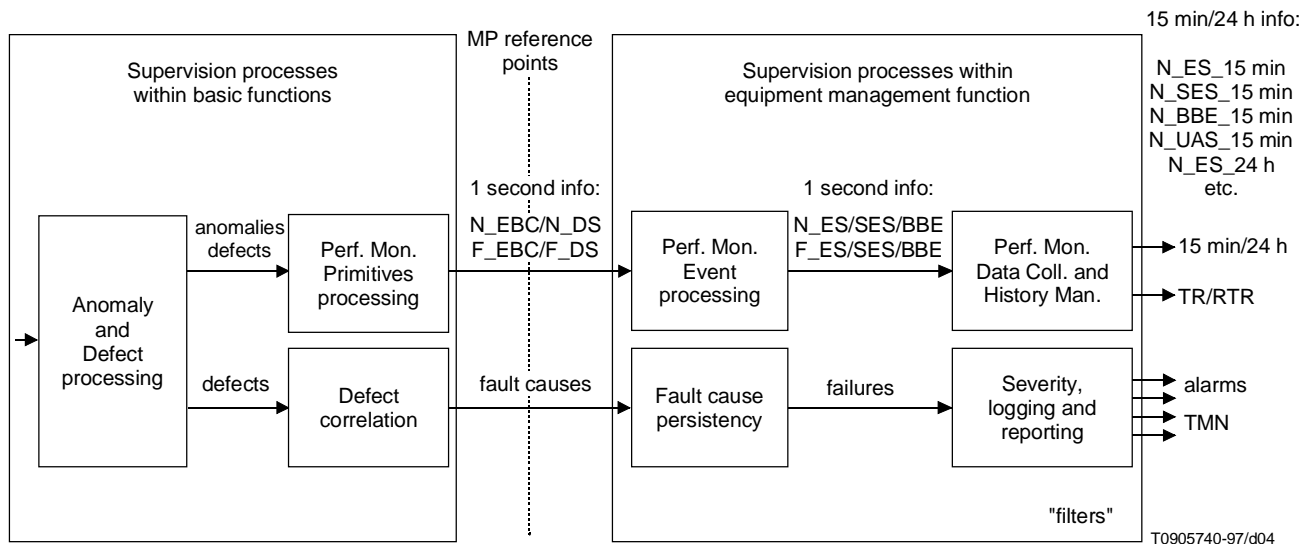 15 min/24 h info:
MP reference
points
Supervision processes
within basic functions
Supervision processes within
equipment management function
N_ES_15 min
N_SES_15 min
N_BBE_15 min
N_UAS_15 min
N_ES_24 h
etc.
1 second info:
N_EBC/N_DS
F_EBC/F_DS
1 second info:
N_ES/SES/BBE
F_ES/SES/BBE
anomalies
defects
Perf. Mon.
Primitives
processing
Perf. Mon.
Event
processing
Perf. Mon.
Data Coll. and
History Man.
15 min/24 h
TR/RTR
Anomaly
and
Defect
processing
defects
Defect
correlation
fault causes
Fault cause
persistency
failures
Severity,
logging and
reporting
alarms
TMN
"filters"
T0905740-97/d04